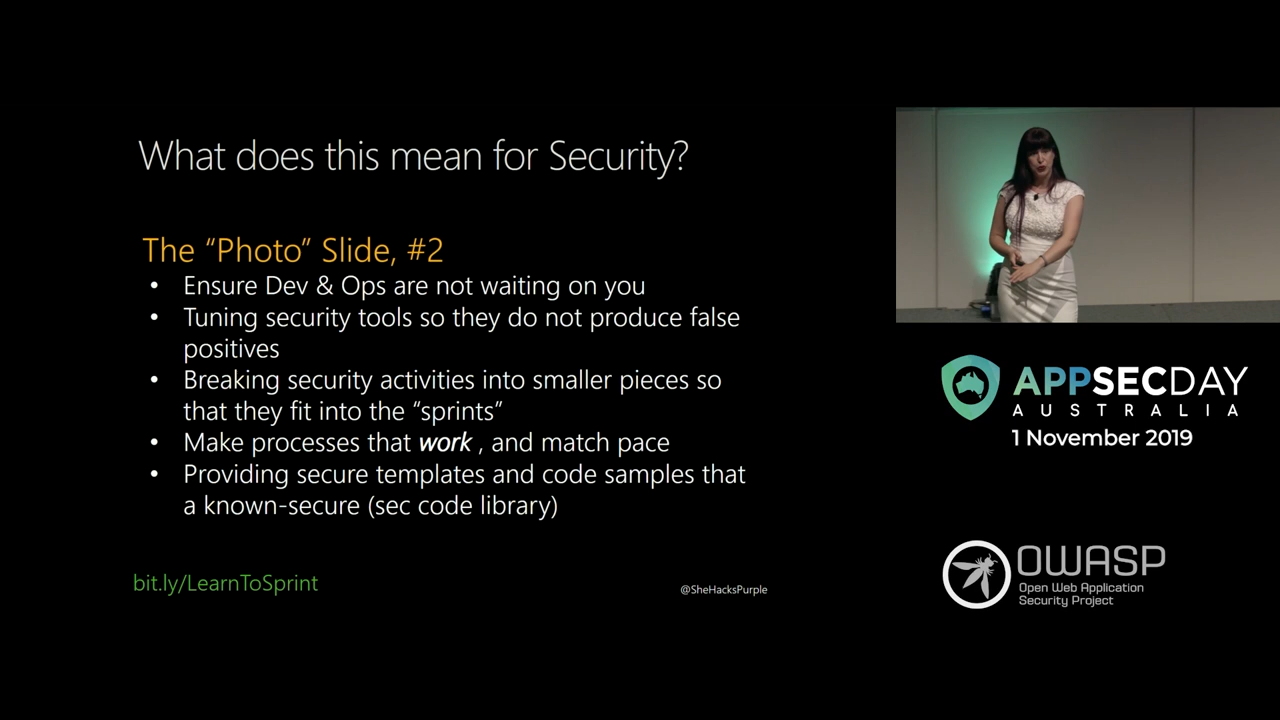 What does this mean for Security?
The “Photo” Slide, #2
• Ensure Dev & Ops are not waiting on you
• Tuning security tools so they do not produce false
positives
• Breaking security activities into smaller pieces so
that they fit into the “sprints”
• Make processes that work , and match pace
• Providing secure templates and code samples that
a known-secure (sec code library)
bit.ly/LearnToSprint
@SheHacksPurple
APPSECDAY
AUSTRALIA
1 November 2019
OWASP
Open Web Application
Security Project